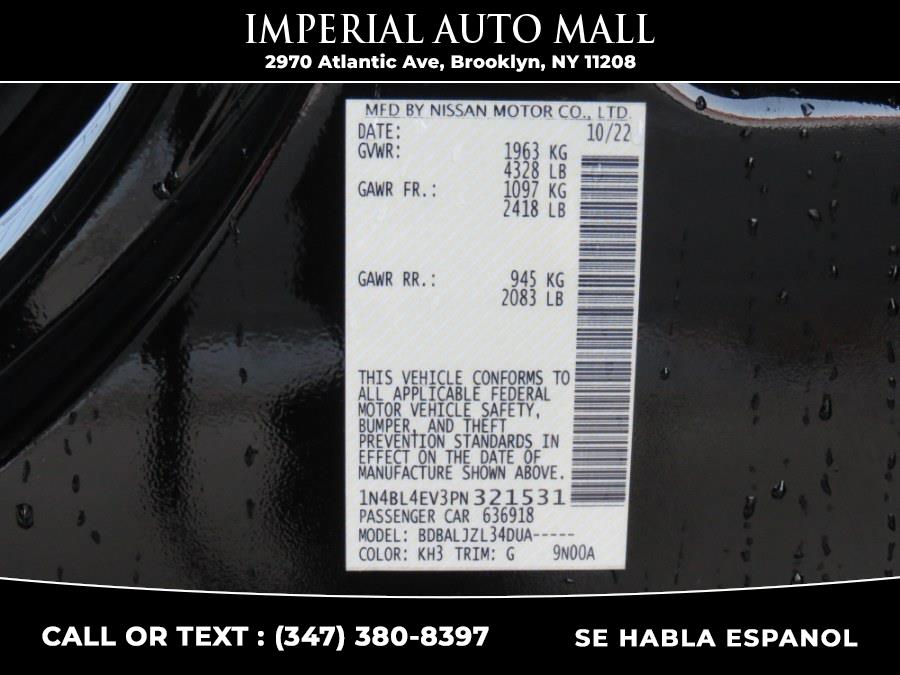 IMPERIAL AUTO MALL
2970 Atlantic Ave, Brooklyn, NY 11208
MFD BY NISSAN MOTOR CO., LTD.
DATE: 10/22
GVWR: 1963 KG
4328 LB
GAWR FR.: 1097 KG
2418 LB
GAWR RR.: 945 KG
2083 LB
THIS VEHICLE CONFORMS TO
ALL APPLICABLE FEDERAL
MOTOR VEHICLE SAFETY,
BUMPER, AND THEFT
PREVENTION STANDARDS IN
EFFECT ON THE DATE OF
MANUFACTURE SHOWN ABOVE.
1N4BL4EV3PN321531
PASSENGER CAR 636918
MODEL: BDBALJZL34DUA-----
COLOR: KH3 TRIM: G 9N00A
CALL OR TEXT : (347) 380-8397
SE HABLA ESPANOL